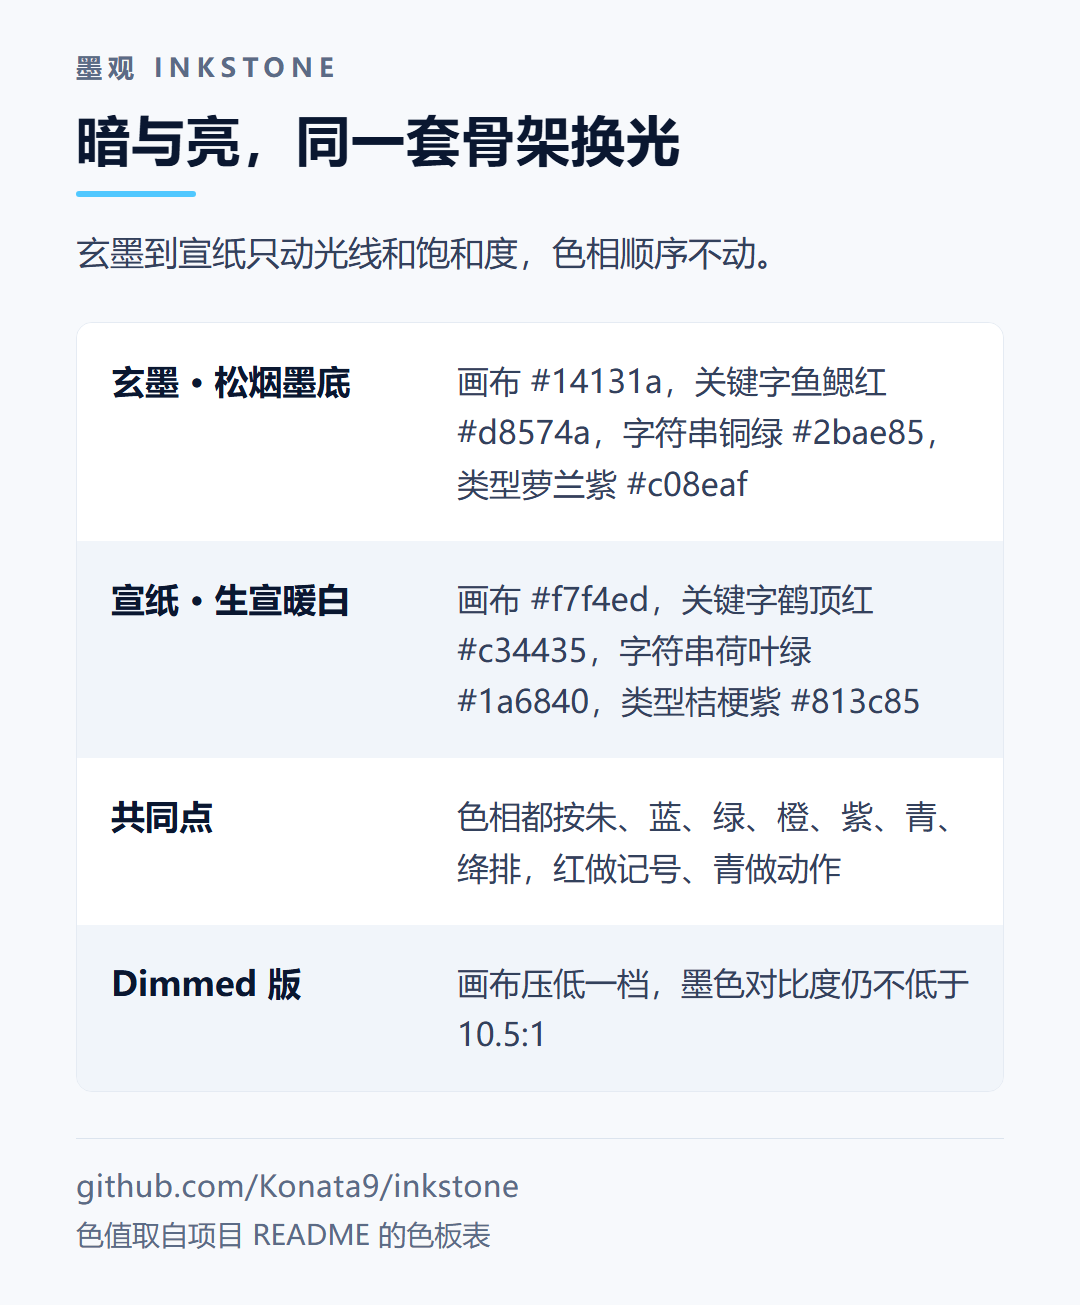 墨观 INKSTONE
暗与亮，同一套骨架换光
玄墨到宣纸只动光线和饱和度，色相顺序不动。
玄墨·松烟墨底
画布 #14131a，关键字鱼鳃红
#d8574a，字符串铜绿 #2bae85，
类型萝兰紫 #c08eaf
宣纸·生宣暖白
画布 #f7f4ed，关键字鹤顶红
#c34435，字符串荷叶绿
#1a6840，类型桔梗紫 #813c85
共同点
色相都按朱、蓝、绿、橙、紫、青、
绛排，红做记号、青做动作
Dimmed 版
画布压低一档，墨色对比度仍不低于
10.5:1
github.com/Konata9/inkstone
色值取自项目 README 的色板表